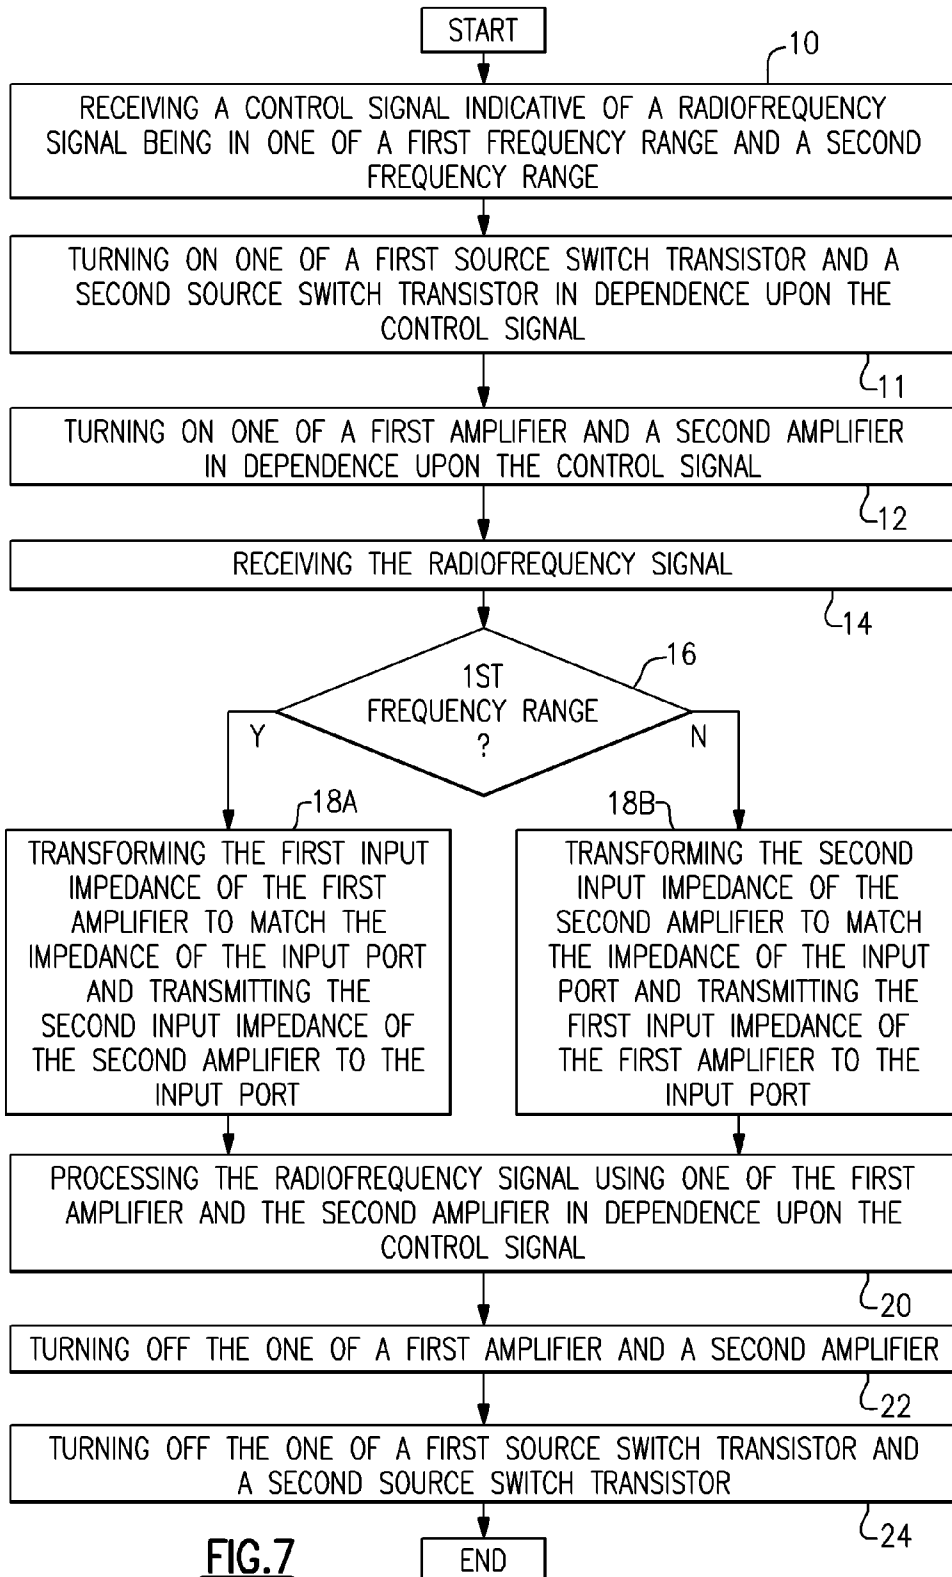 START
10
RECEIVING A CONTROL SIGNAL INDICATIVE OF A RADIOFREQUENCY
SIGNAL BEING IN ONE OF A FIRST FREQUENCY RANGE AND A SECOND
FREQUENCY RANGE
TURNING ON ONE OF A FIRST SOURCE SWITCH TRANSISTOR AND A
SECOND SOURCE SWITCH TRANSISTOR IN DEPENDENCE UPON THE
CONTROL SIGNAL
11
TURNING ON ONE OF A FIRST AMPLIFIER AND A SECOND AMPLIFIER
IN DEPENDENCE UPON THE CONTROL SIGNAL
12
RECEIVING THE RADIOFREQUENCY SIGNAL
14
16
1ST
FREQUENCY RANGE
?
Y
N
18A
TRANSFORMING THE FIRST INPUT
IMPEDANCE OF THE FIRST
AMPLIFIER TO MATCH THE
IMPEDANCE OF THE INPUT PORT
AND TRANSMITTING THE
SECOND INPUT IMPEDANCE OF
THE SECOND AMPLIFIER TO THE
INPUT PORT
18B
TRANSFORMING THE SECOND
INPUT IMPEDANCE OF THE
SECOND AMPLIFIER TO MATCH
THE IMPEDANCE OF THE INPUT
PORT AND TRANSMITTING THE
FIRST INPUT IMPEDANCE OF
THE FIRST AMPLIFIER TO THE
INPUT PORT
PROCESSING THE RADIOFREQUENCY SIGNAL USING ONE OF THE FIRST
AMPLIFIER AND THE SECOND AMPLIFIER IN DEPENDENCE UPON THE
CONTROL SIGNAL
20
TURNING OFF THE ONE OF A FIRST AMPLIFIER AND A SECOND AMPLIFIER
22
TURNING OFF THE ONE OF A FIRST SOURCE SWITCH TRANSISTOR AND
A SECOND SOURCE SWITCH TRANSISTOR
24
END
FIG.7